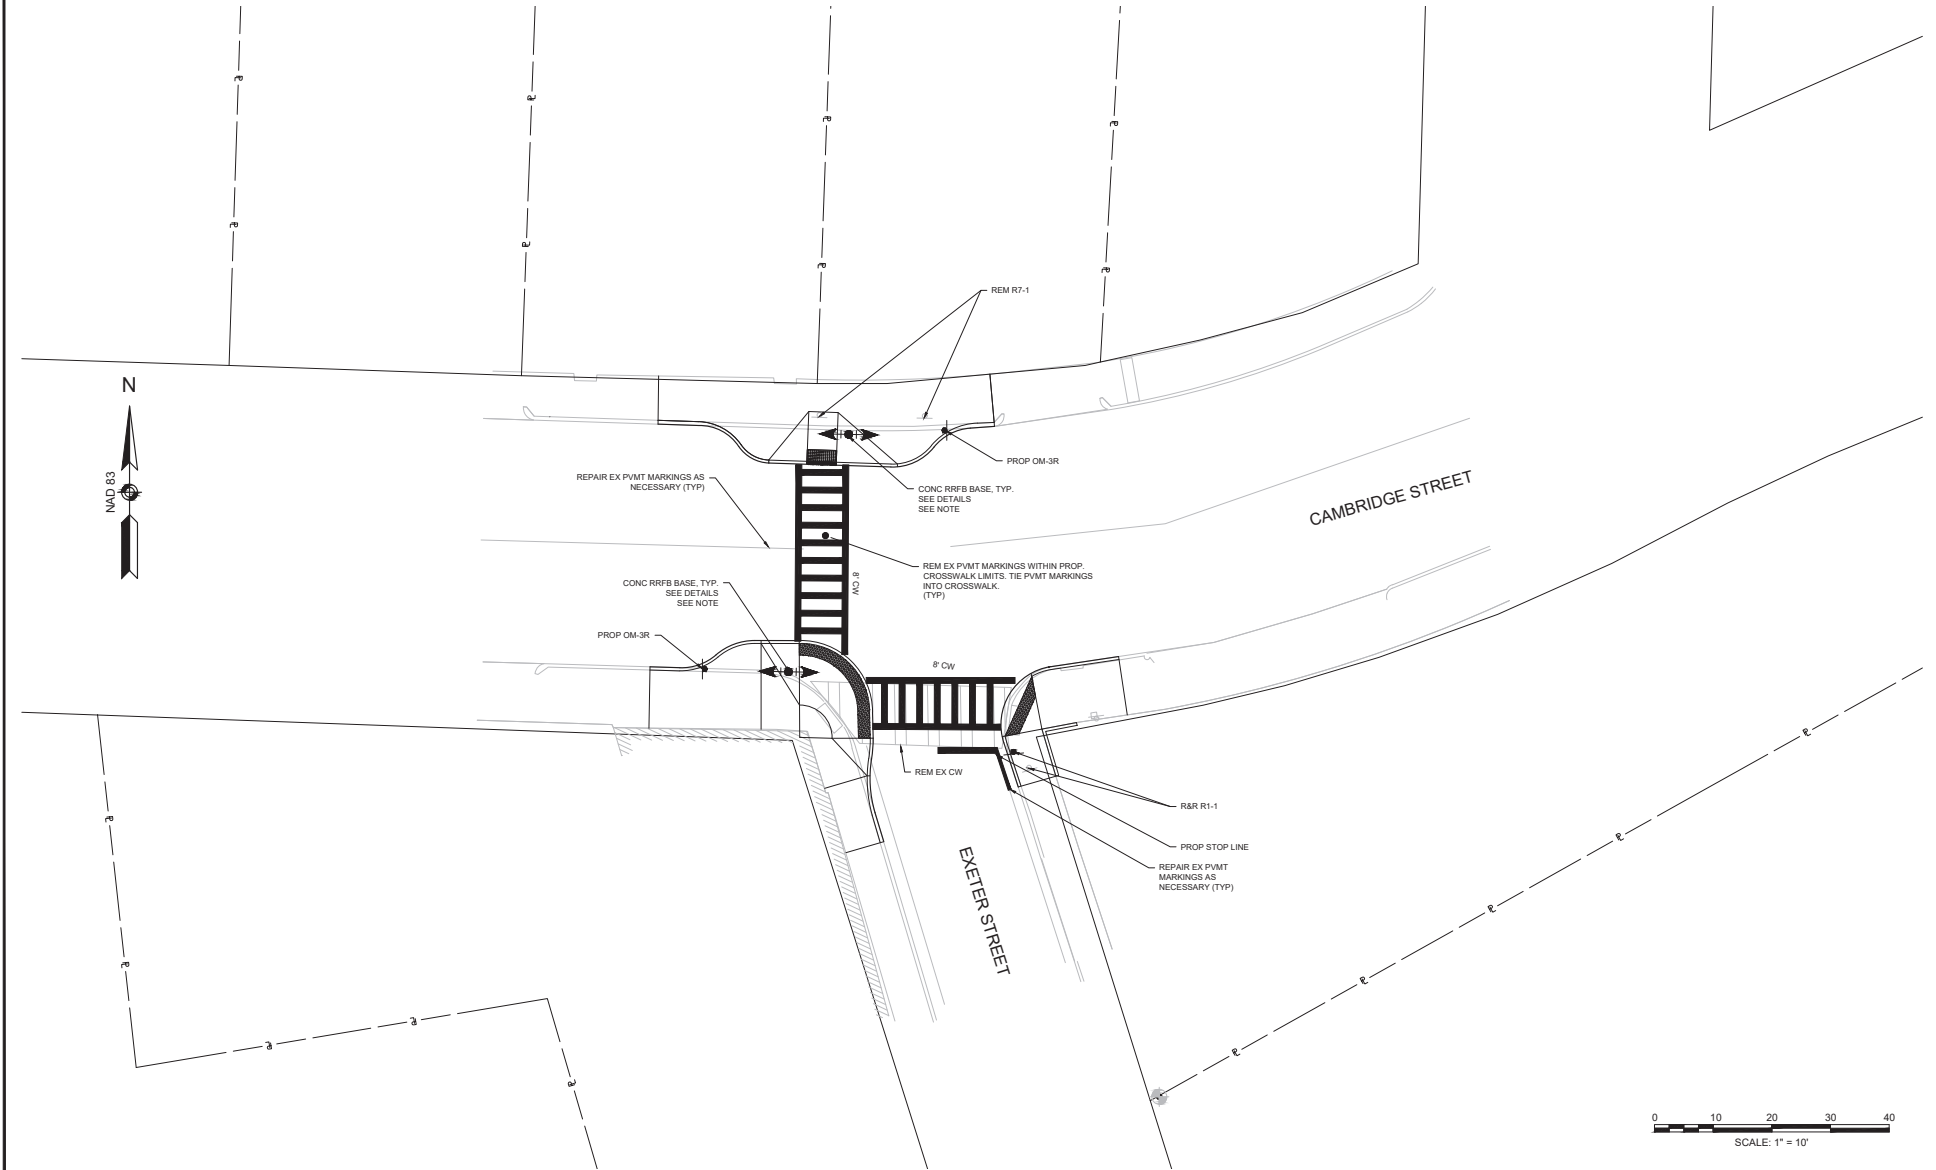 REM R7-1
N
NAD 83
PROP OM-3R
REPAIR EX PVMT MARKINGS AS
NECESSARY (TYP)
CONC RRFB BASE, TYP.
SEE DETAILS
SEE NOTE
CAMBRIDGE STREET
REM EX PVMT MARKINGS WITHIN PROP.
CROSSWALK LIMITS. TIE PVMT MARKINGS
INTO CROSSWALK.
(TYP)
8' CW
CONC RRFB BASE, TYP.
SEE DETAILS
SEE NOTE
PROP OM-3R
8' CW
REM EX CW
R&R R1-1
PROP STOP LINE
REPAIR EX PVMT
MARKINGS AS
NECESSARY (TYP)
EXETER STREET
0 10 20 30 40
SCALE: 1" = 10'